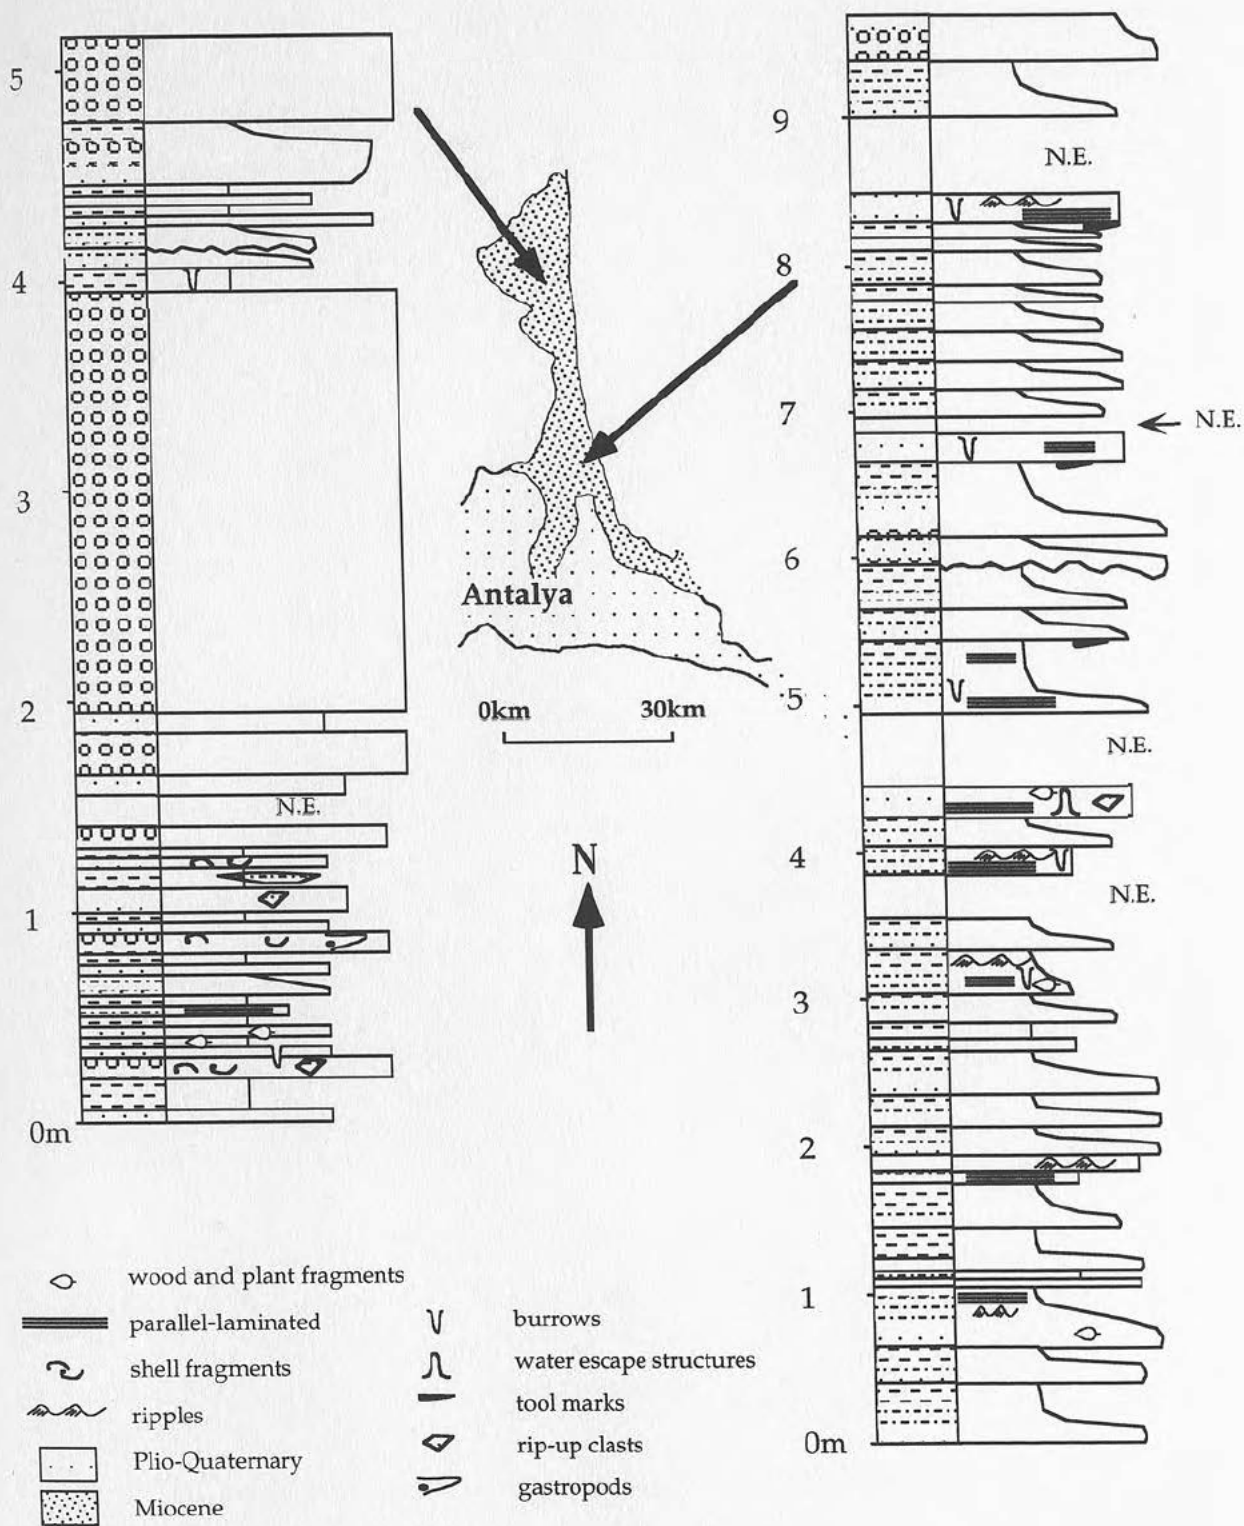 5
4
3
2
N.E.
1
0m
Antalya
0km 30km
N
9
N.E.
8
7
N.E.
6
5
N.E.
4
N.E.
3
2
1
0m
wood and plant fragments
parallel-laminated
shell fragments
ripples
Plio-Quaternary
Miocene
burrows
water escape structures
tool marks
rip-up clasts
gastropods